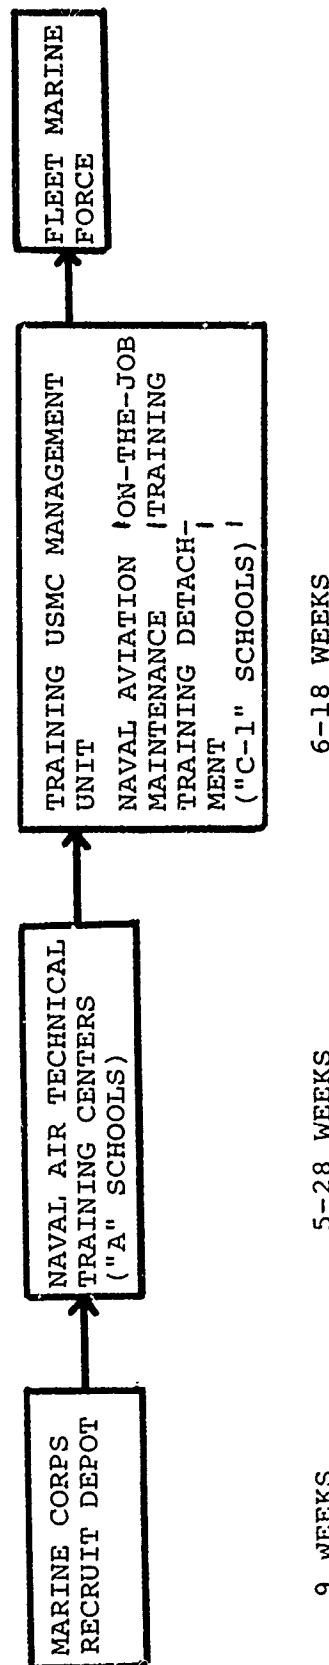 MARINE CORPS
RECRUIT DEPOT
9 WEEKS
NAVAL AIR TECHNICAL
TRAINING CENTERS
("A" SCHOOLS)
5-28 WEEKS
TRAINING USMC MANAGEMENT
UNIT
NAVAL AVIATION
MAINTENANCE
TRAINING DETACH-
MENT
("C-1" SCHOOLS)
ON-THE-JOB
TRAINING
6-18 WEEKS
FLEET MARINE
FORCE